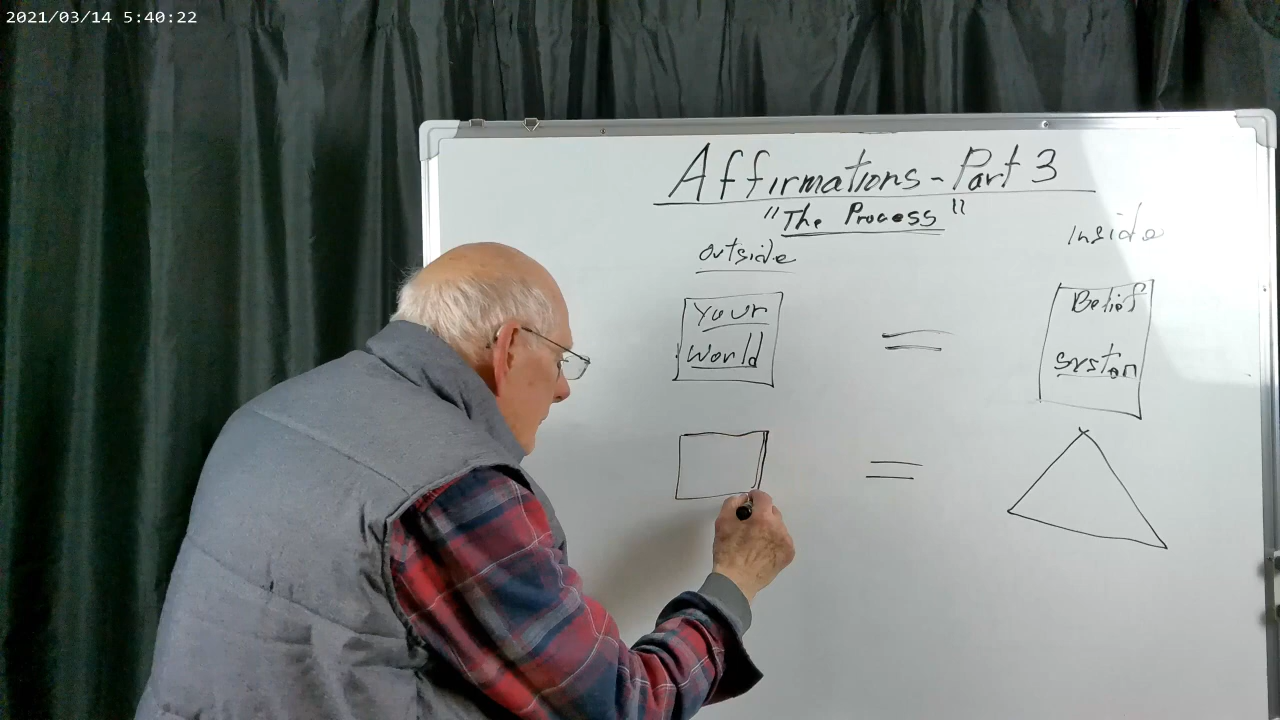 2021/03/14 5:40:22
Affirmations - Part 3
"The Process"
outside
Inside
Your
World
=
Belief
System
=